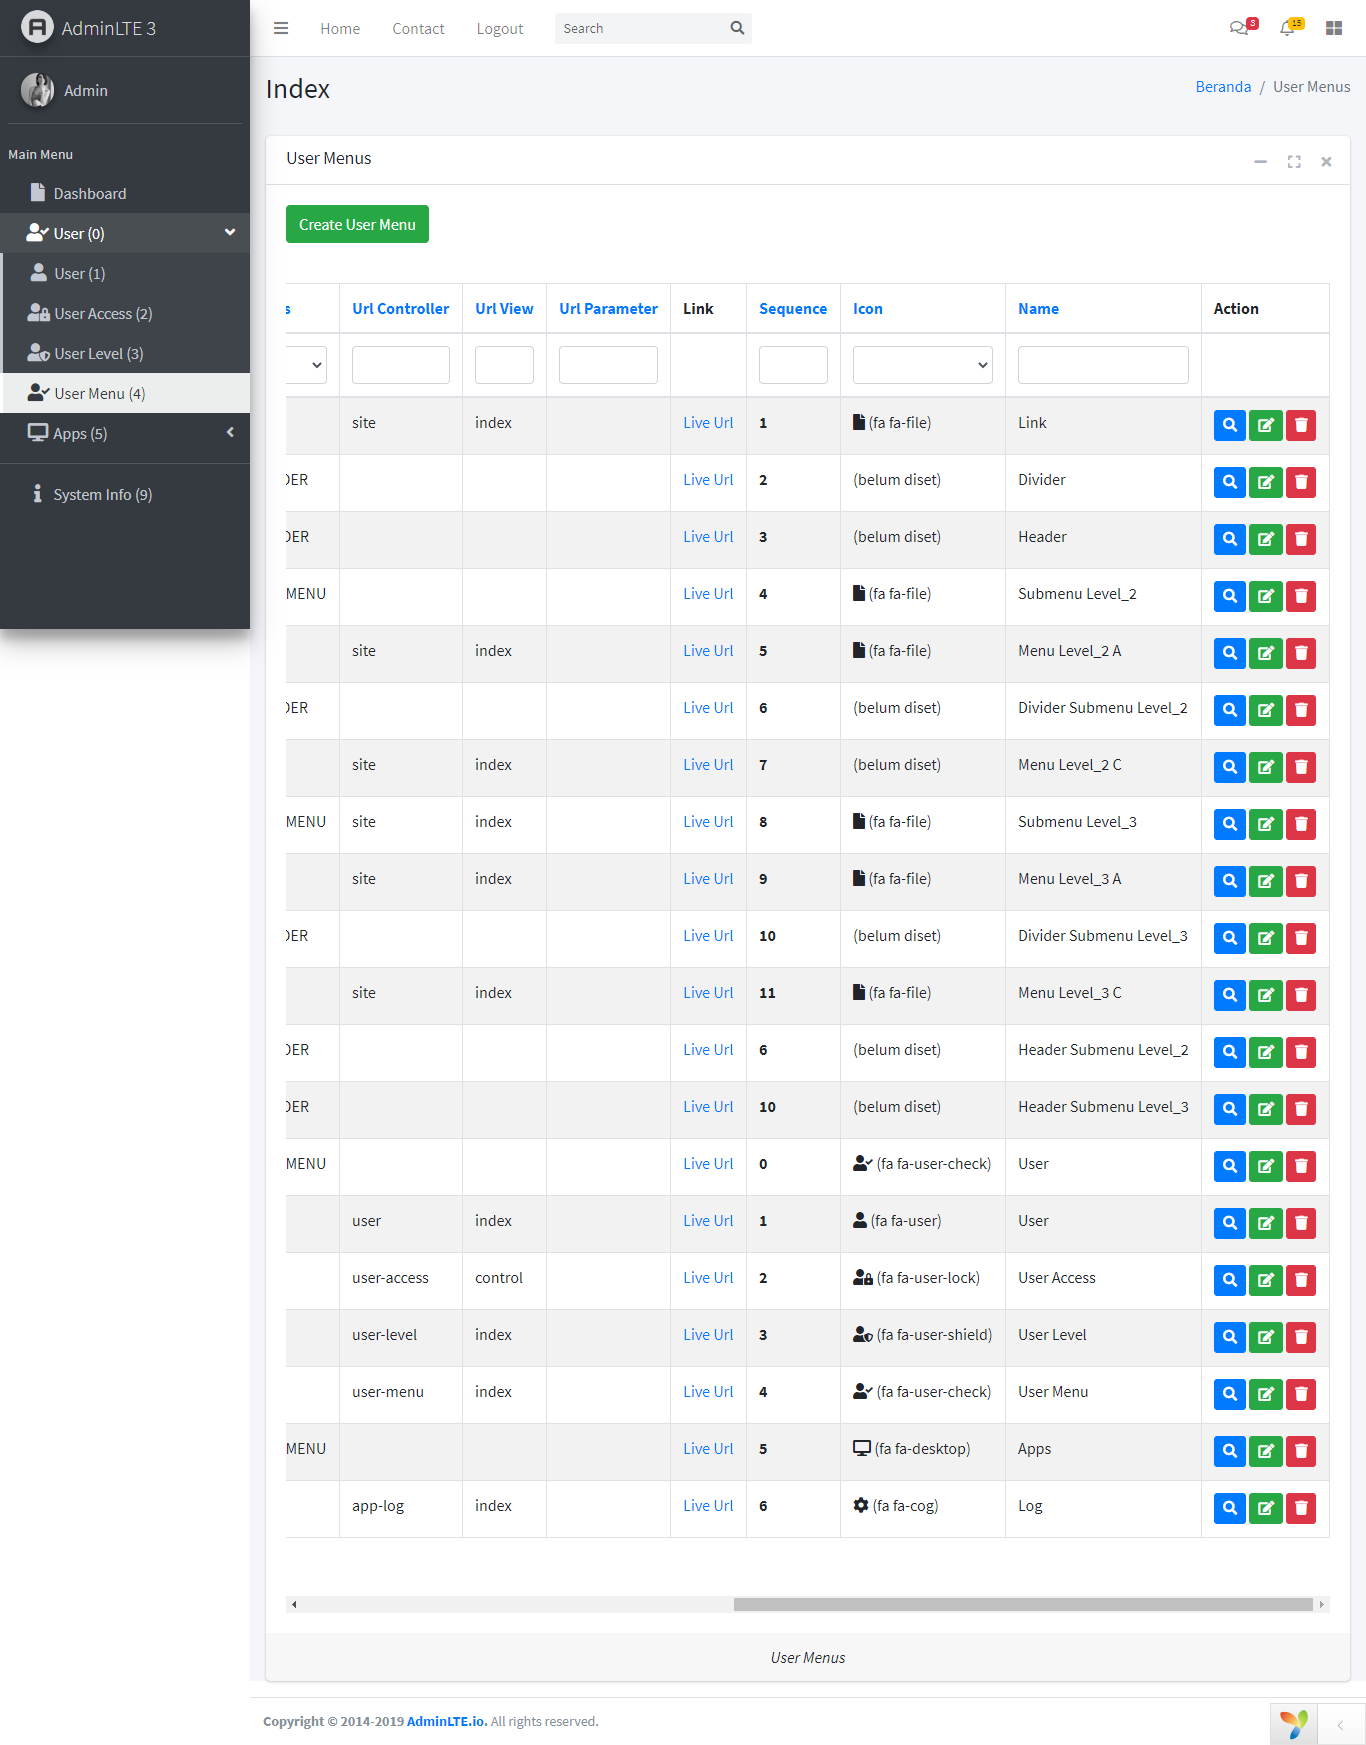 AdminLTE 3
Home Contact Logout Search 3 15
Admin
Index
Beranda / User Menus
Main Menu
Dashboard
User (0)
User (1)
User Access (2)
User Level (3)
User Menu (4)
Apps (5)
System Info (9)
User Menus
Create User Menu
s Url Controller Url View Url Parameter Link Sequence Icon Name Action
site index Live Url 1 (fa fa-file) Link
DER Live Url 2 (belum diset) Divider
DER Live Url 3 (belum diset) Header
MENU Live Url 4 (fa fa-file) Submenu Level_2
site index Live Url 5 (fa fa-file) Menu Level_2 A
DER Live Url 6 (belum diset) Divider Submenu Level_2
site index Live Url 7 (belum diset) Menu Level_2 C
MENU site index Live Url 8 (fa fa-file) Submenu Level_3
site index Live Url 9 (fa fa-file) Menu Level_3 A
DER Live Url 10 (belum diset) Divider Submenu Level_3
site index Live Url 11 (fa fa-file) Menu Level_3 C
DER Live Url 6 (belum diset) Header Submenu Level_2
DER Live Url 10 (belum diset) Header Submenu Level_3
MENU Live Url 0 (fa fa-user-check) User
user index Live Url 1 (fa fa-user) User
user-access control Live Url 2 (fa fa-user-lock) User Access
user-level index Live Url 3 (fa fa-user-shield) User Level
user-menu index Live Url 4 (fa fa-user-check) User Menu
MENU Live Url 5 (fa fa-desktop) Apps
app-log index Live Url 6 (fa fa-cog) Log
User Menus
Copyright © 2014-2019 AdminLTE.io. All rights reserved.